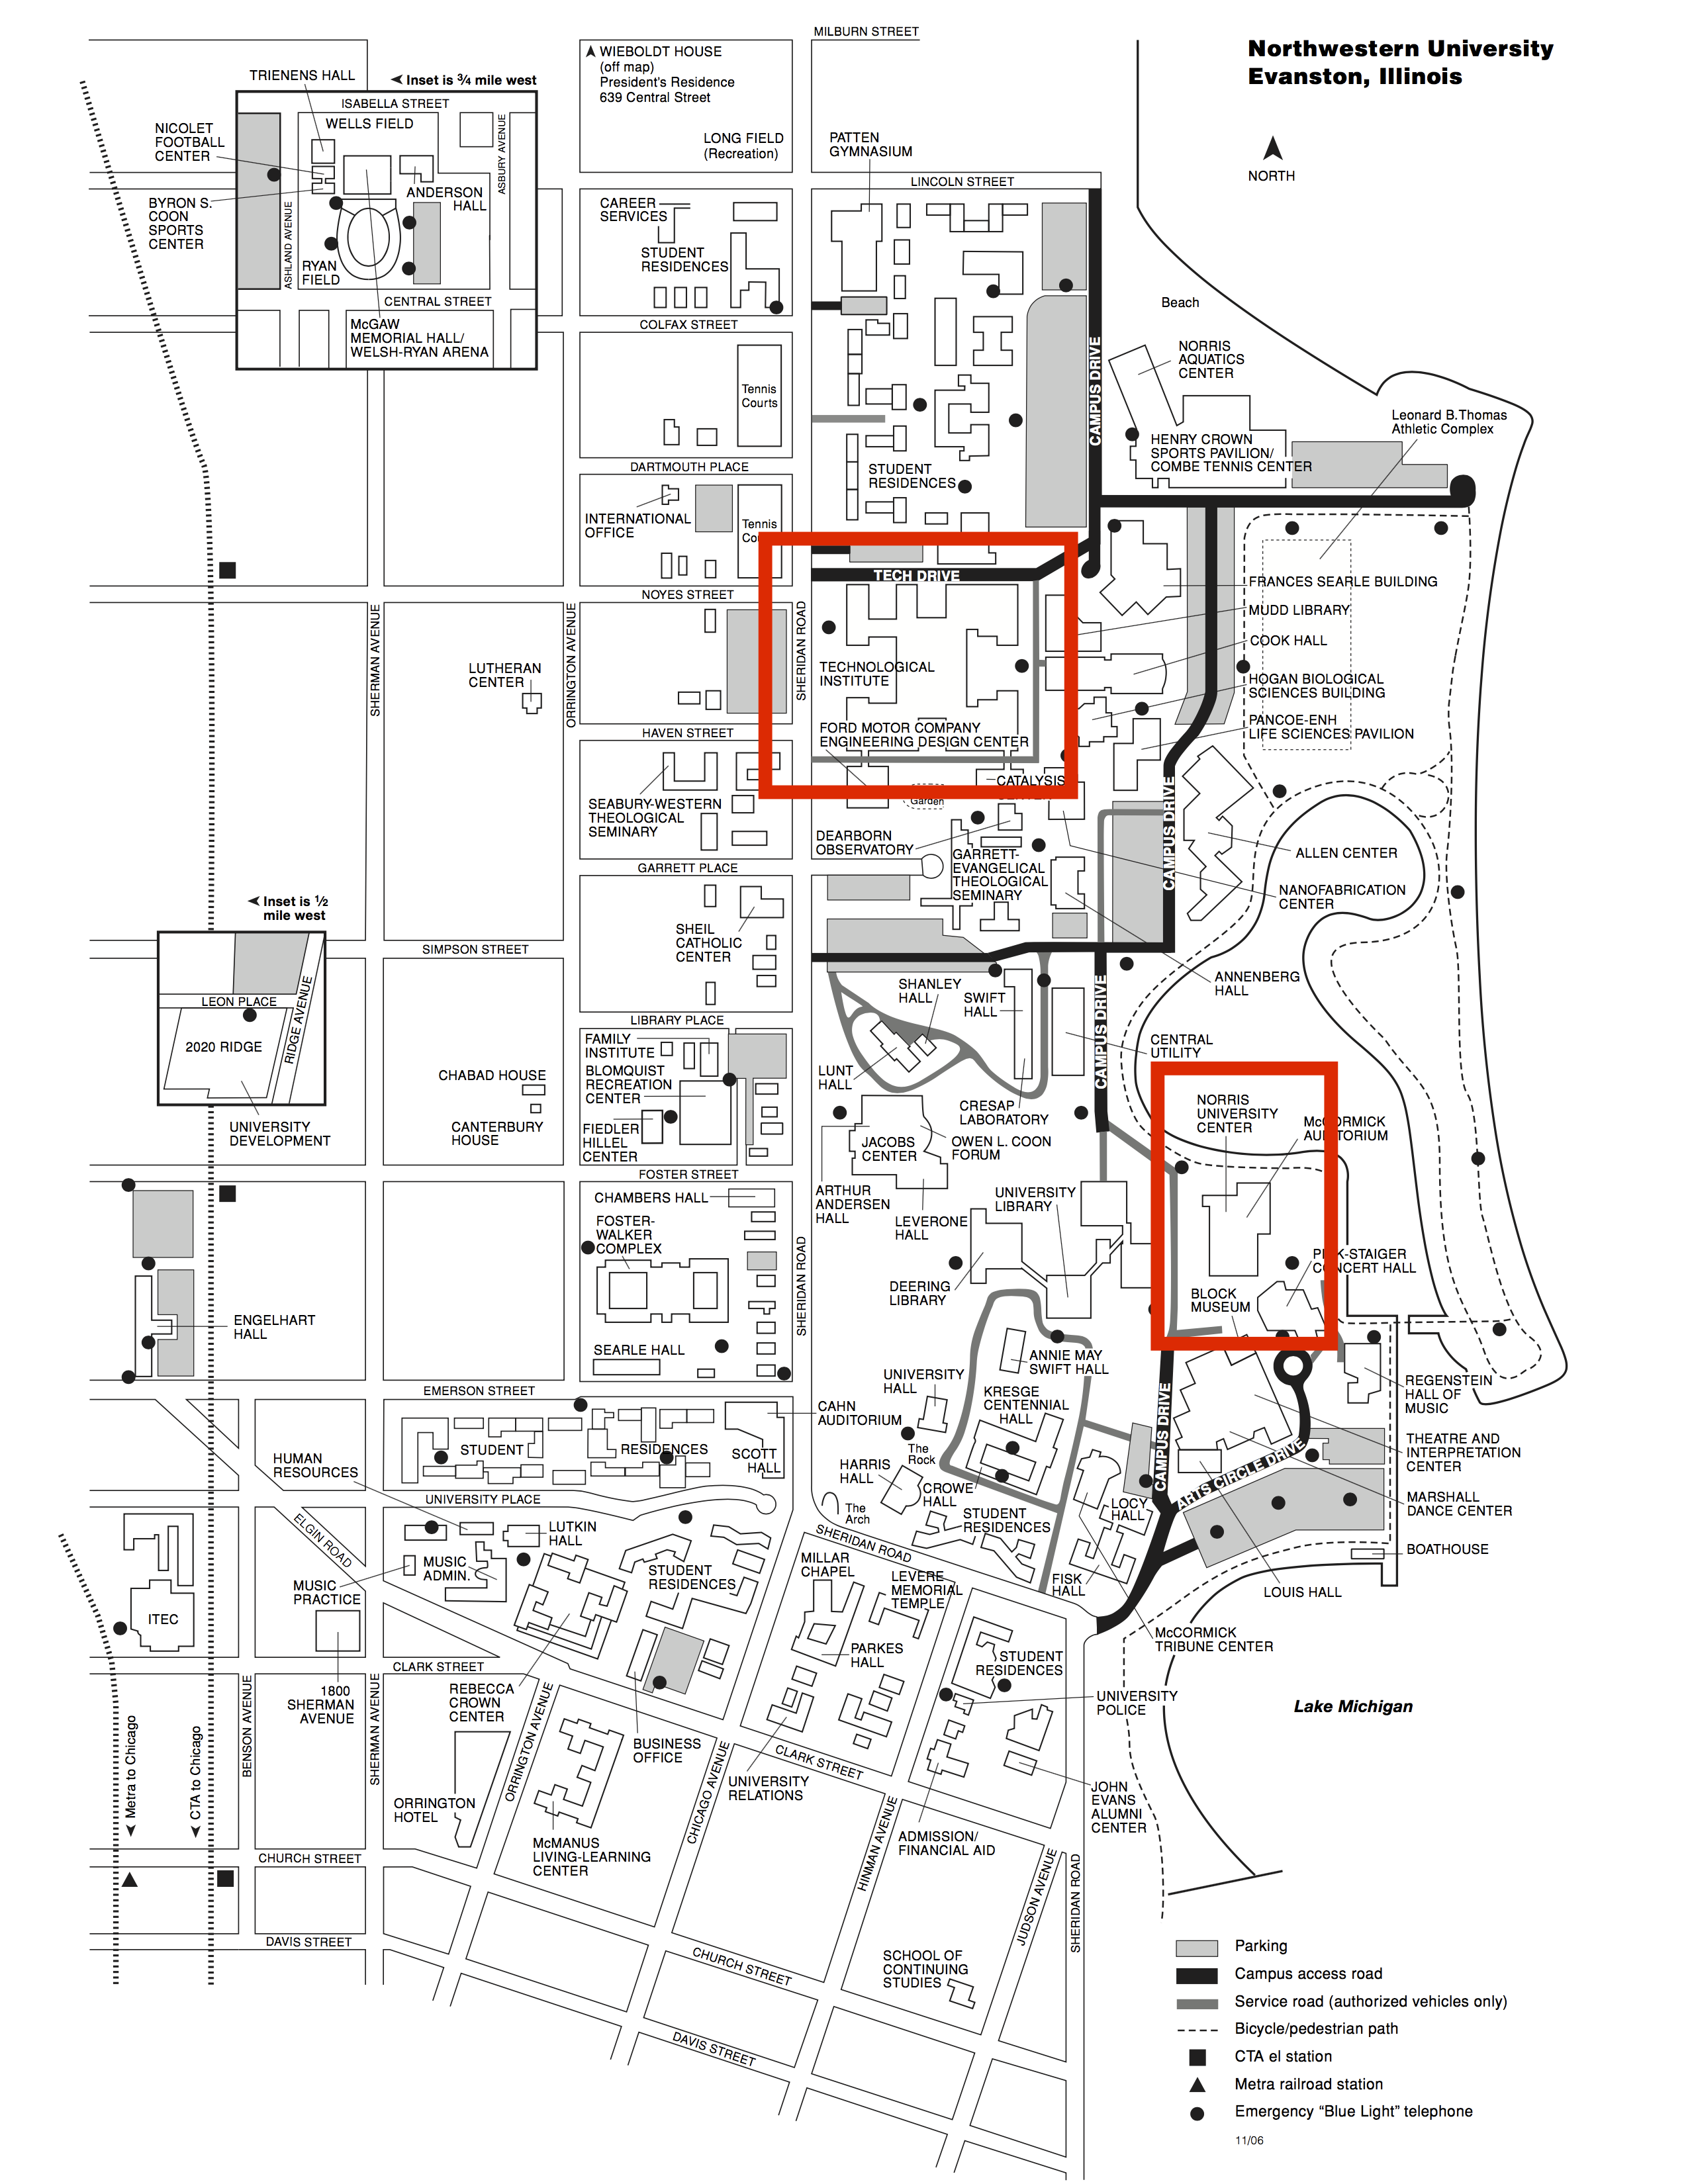 Northwestern University
Evanston, Illinois
NORTH
MILBURN STREET
WIEBOLDT HOUSE
(off map)
President's Residence
639 Central Street
LONG FIELD
(Recreation)
PATTEN
GYMNASIUM
LINCOLN STREET
TRIENENS HALL
Inset is ¾ mile west
ISABELLA STREET
WELLS FIELD
NICOLET
FOOTBALL
CENTER
ASBURY AVENUE
ANDERSON
HALL
BYRON S.
COON
SPORTS
CENTER
ASHLAND AVENUE
RYAN
FIELD
CENTRAL STREET
McGAW
MEMORIAL HALL/
WELSH-RYAN ARENA
CAREER
SERVICES
STUDENT
RESIDENCES
COLFAX STREET
Tennis
Courts
DARTMOUTH PLACE
INTERNATIONAL
OFFICE
Tennis
NOYES STREET
STUDENT
RESIDENCES
CAMPUS DRIVE
Beach
NORRIS
AQUATICS
CENTER
HENRY CROWN
SPORTS PAVILION/
COMBE TENNIS CENTER
Leonard B. Thomas
Athletic Complex
TECH DRIVE
FRANCES SEARLE BUILDING
MUDD LIBRARY
COOK HALL
HOGAN BIOLOGICAL
SCIENCES BUILDING
PANCOE-ENH
LIFE SCIENCES PAVILION
SHERMAN AVENUE
ORRINGTON AVENUE
SHERIDAN ROAD
LUTHERAN
CENTER
TECHNOLOGICAL
INSTITUTE
FORD MOTOR COMPANY
ENGINEERING DESIGN CENTER
HAVEN STREET
CATALYSIS
Garden
SEABURY-WESTERN
THEOLOGICAL
SEMINARY
DEARBORN
OBSERVATORY
GARRETT-
EVANGELICAL
THEOLOGICAL
SEMINARY
CAMPUS DRIVE
ALLEN CENTER
NANOFABRICATION
CENTER
GARRETT PLACE
Inset is ½
mile west
SHEIL
CATHOLIC
CENTER
SIMPSON STREET
ANNENBERG
HALL
LEON PLACE
RIDGE AVENUE
2020 RIDGE
UNIVERSITY
DEVELOPMENT
SHANLEY
HALL
SWIFT
HALL
CAMPUS DRIVE
LIBRARY PLACE
FAMILY
INSTITUTE
BLOMQUIST
RECREATION
CENTER
FIEDLER
HILLEL
CENTER
CHABAD HOUSE
CANTERBURY
HOUSE
LUNT
HALL
CRESAP
LABORATORY
CENTRAL
UTILITY
NORRIS
UNIVERSITY
CENTER
McCORMICK
AUDITORIUM
JACOBS
CENTER
OWEN L. COON
FORUM
FOSTER STREET
ARTHUR
ANDERSEN
HALL
LEVERONE
HALL
UNIVERSITY
LIBRARY
CHAMBERS HALL
FOSTER-
WALKER
COMPLEX
SHERIDAN ROAD
DEERING
LIBRARY
PICK-STAIGER
CONCERT HALL
BLOCK
MUSEUM
ENGELHART
HALL
SEARLE HALL
ANNIE MAY
SWIFT HALL
UNIVERSITY
HALL
KRESGE
CENTENNIAL
HALL
CAMPUS DRIVE
REGENSTEIN
HALL OF
MUSIC
EMERSON STREET
CAHN
AUDITORIUM
STUDENT
RESIDENCES
SCOTT
HALL
The
Rock
HARRIS
HALL
CROWE
HALL
THEATRE AND
INTERPRETATION
CENTER
ARTS CIRCLE DRIVE
MARSHALL
DANCE CENTER
HUMAN
RESOURCES
UNIVERSITY PLACE
The
Arch
STUDENT
RESIDENCES
LOCY
HALL
BOATHOUSE
ELGIN ROAD
LUTKIN
HALL
SHERIDAN ROAD
MUSIC
ADMIN.
MUSIC
PRACTICE
STUDENT
RESIDENCES
MILLAR
CHAPEL
LEVERE
MEMORIAL
TEMPLE
FISK
HALL
LOUIS HALL
ITEC
McCORMICK
TRIBUNE CENTER
PARKES
HALL
STUDENT
RESIDENCES
CLARK STREET
1800
SHERMAN
AVENUE
REBECCA
CROWN
CENTER
UNIVERSITY
POLICE
Lake Michigan
Metra to Chicago
CTA to Chicago
BENSON AVENUE
SHERMAN AVENUE
ORRINGTON AVENUE
BUSINESS
OFFICE
CHICAGO AVENUE
CLARK STREET
UNIVERSITY
RELATIONS
ORRINGTON
HOTEL
JOHN
EVANS
ALUMNI
CENTER
HINMAN AVENUE
ADMISSION/
FINANCIAL AID
McMANUS
LIVING-LEARNING
CENTER
CHURCH STREET
JUDSON AVENUE
SHERIDAN ROAD
DAVIS STREET
CHURCH STREET
SCHOOL OF
CONTINUING
STUDIES
DAVIS STREET
Parking
Campus access road
Service road (authorized vehicles only)
Bicycle/pedestrian path
CTA el station
Metra railroad station
Emergency “Blue Light” telephone
11/06